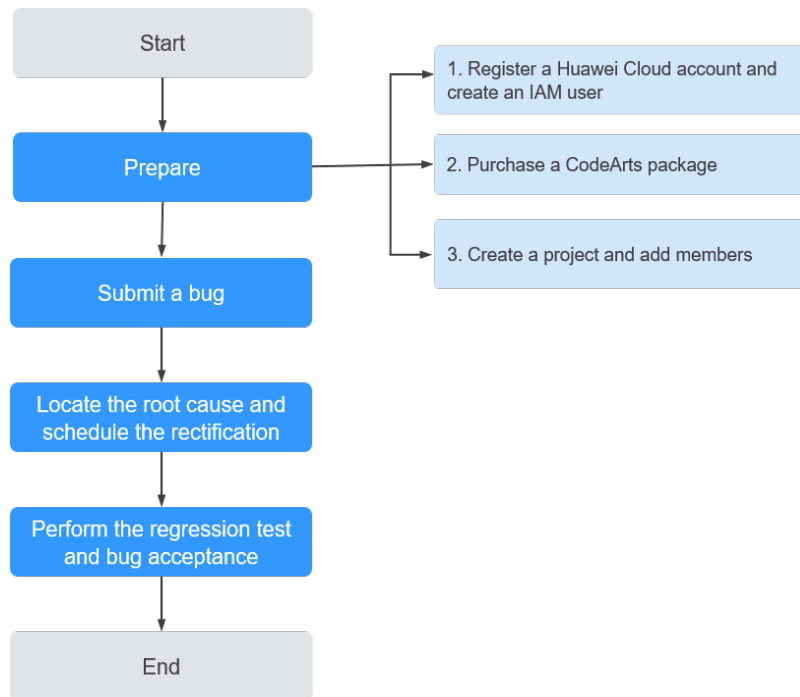 Start
Prepare
1. Register a Huawei Cloud account and
create an IAM user
2. Purchase a CodeArts package
3. Create a project and add members
Submit a bug
Locate the root cause and
schedule the rectification
Perform the regression test
and bug acceptance
End